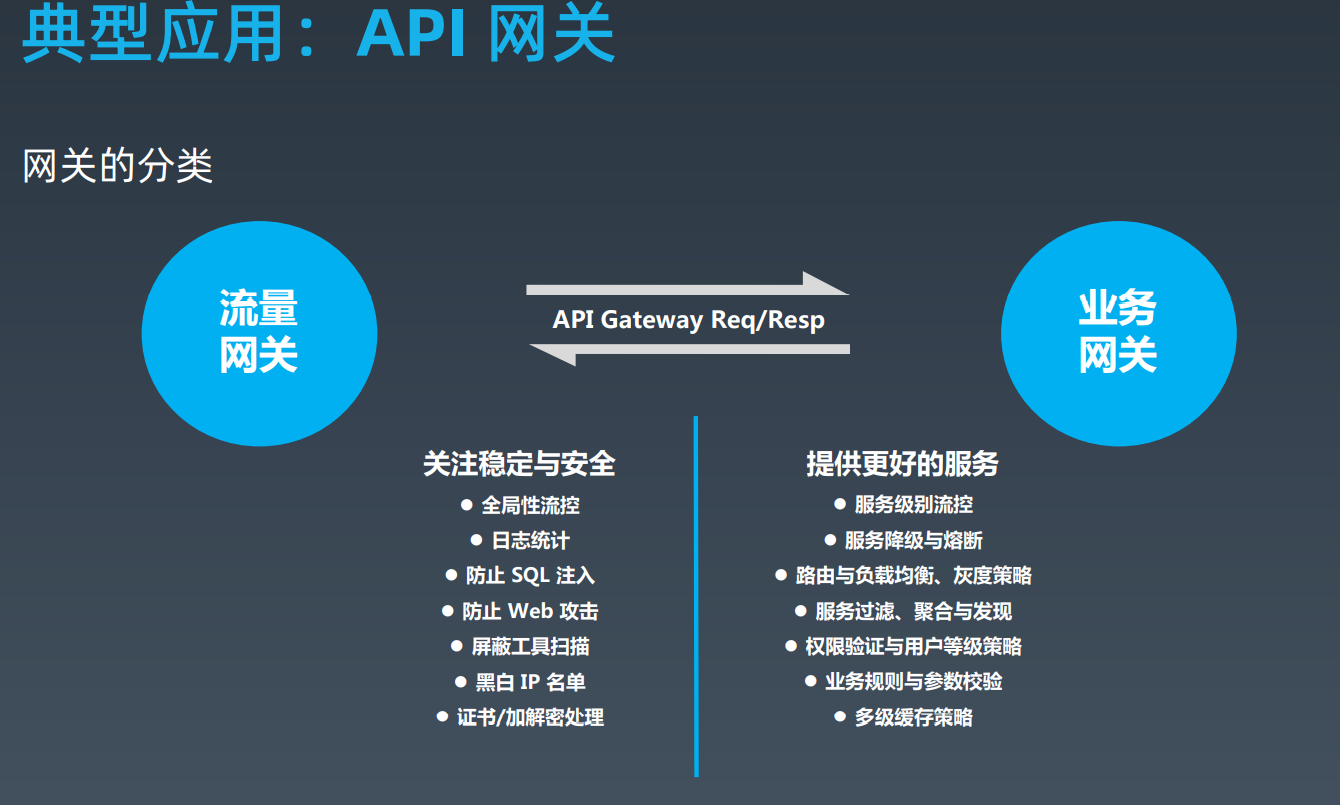 典型应用：API 网关
网关的分类
流量
网关
API Gateway Req/Resp
业务
网关
关注稳定与安全
● 全局性流控
● 日志统计
● 防止 SQL 注入
● 防止 Web 攻击
● 屏蔽工具扫描
● 黑白 IP 名单
● 证书/加解密处理
提供更好的服务
● 服务级别流控
● 服务降级与熔断
● 路由与负载均衡、灰度策略
● 服务过滤、聚合与发现
● 权限验证与用户等级策略
● 业务规则与参数校验
● 多级缓存策略